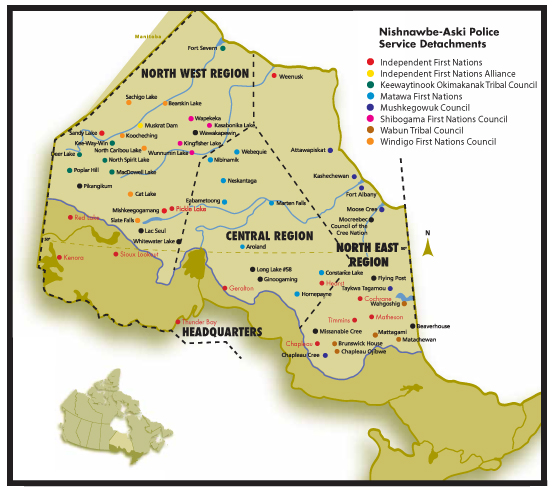 Nishnawbe-Aski Police
Service Detachments
Independent First Nations
Independent First Nations Alliance
Keewaytinook Okimakanak Tribal Council
Matawa First Nations
Mushkegowuk Council
Shibogama First Nations Council
Wabun Tribal Council
Windigo First Nations Council
Manitoba
Fort Severn
NORTH WEST REGION
Weenusk
Sachigo Lake
Bearskin Lake
Wapekeka
Kasabonika Lake
Muskrat Dam
Sandy Lake
Koocheching
Wawakapewin
Kee-Way-Win
Kingfisher Lake
North Caribou Lake
Wunnumin Lake
Webequie
Attawapiskat
Deer Lake
North Spirit Lake
Nibinamik
Poplar Hill
MacDowell Lake
Kashechewan
Neskantaga
Pikangikum
Fort Albany
Cat Lake
Eabametoong
Marten Falls
Mishkeegogamang
Pickle Lake
Moose Cree
Red Lake
Slate Falls
Mocreebec
Council of the
Cree Nation
Lac Seul
CENTRAL REGION
Whitewater Lake
Aroland
NORTH EAST
REGION
50°
50°
Kenora
Sioux Lookout
Long Lake #58
Constance Lake
Ginoogaming
Flying Post
Hearst
Geralton
Taykwa Tagamou
Hornepayne
Cochrane
Wahgoshig
Thunder Bay
Timmins
Matheson
HEADQUARTERS
Missanabie Cree
Beaverhouse
Mattagami
Matachewan
Chapleau
Brunswick House
Chapleau Ojibwe
Chapleau Cree
N